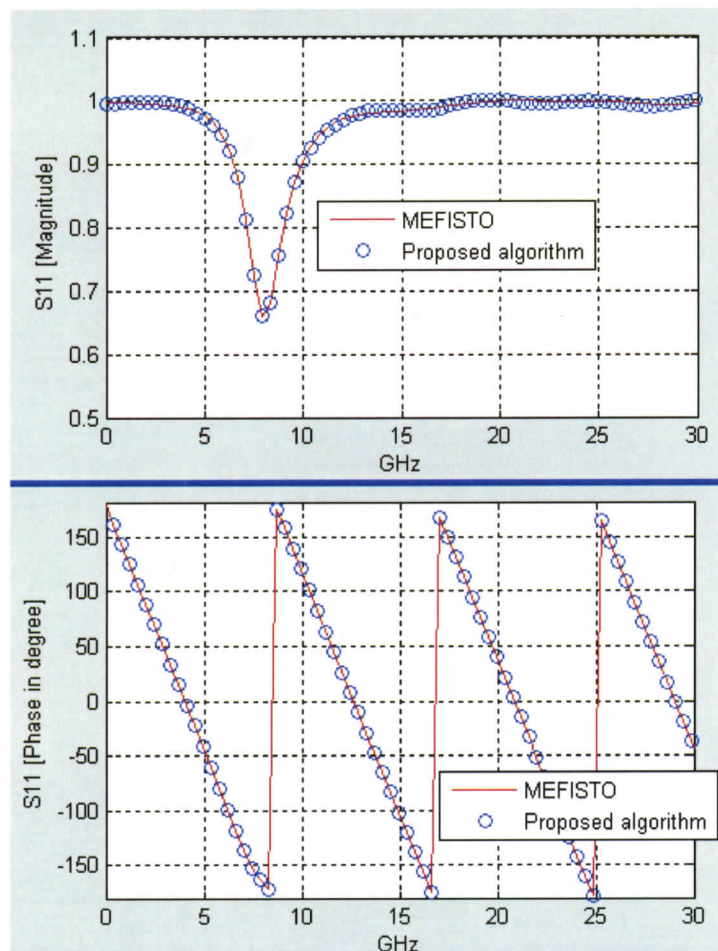 1.1
1
0.9
0.8
0.7
0.6
0.5
S11 [Magnitude]
MEFISTO
Proposed algorithm
0 5 10 15 20 25 30
GHz
150
100
50
0
-50
-100
-150
S11 [Phase in degree]
MEFISTO
Proposed algorithm
0 5 10 15 20 25 30
GHz